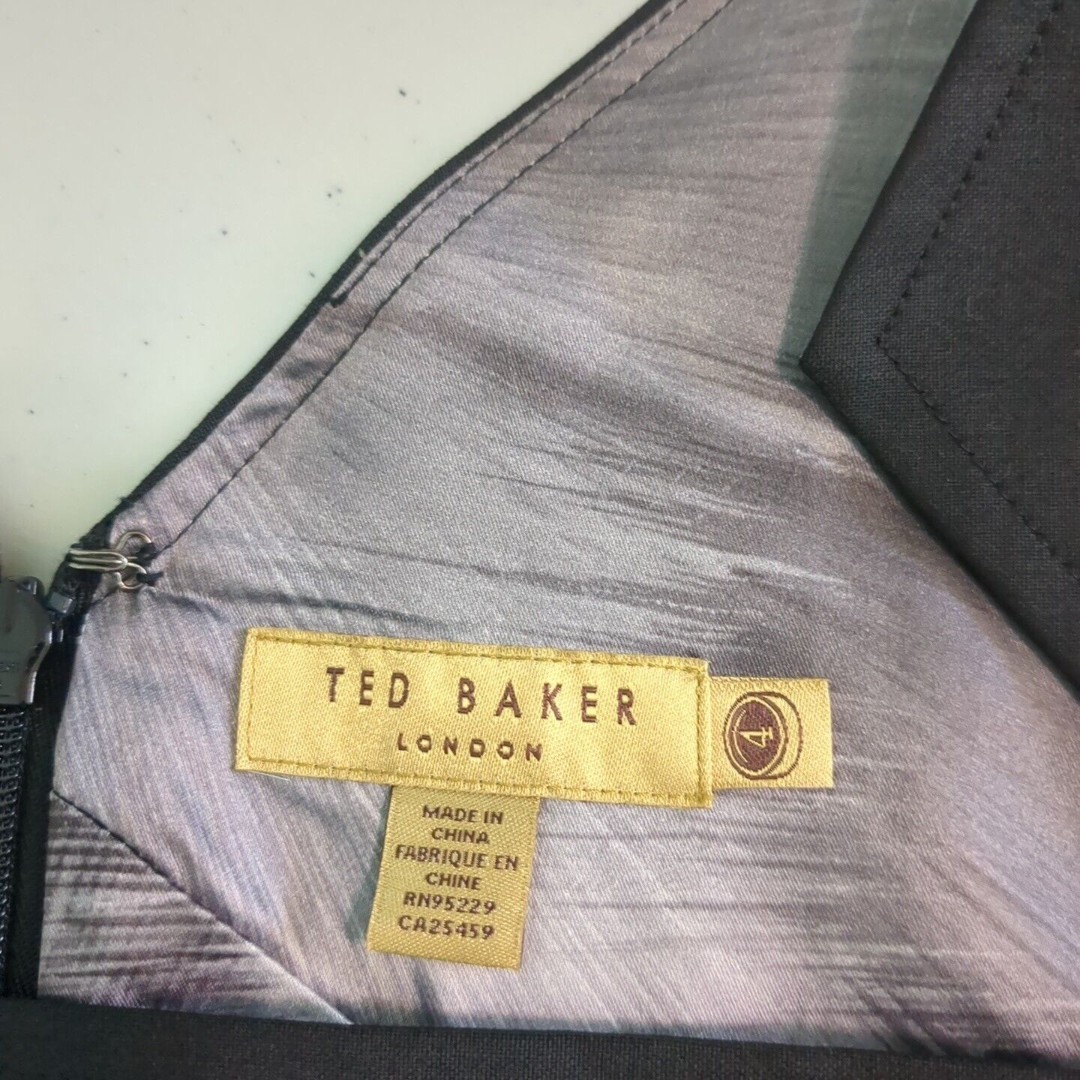 TED BAKER
LONDON
4
MADE IN
CHINA
FABRIQUE EN
CHINE
RN95229
CA25459